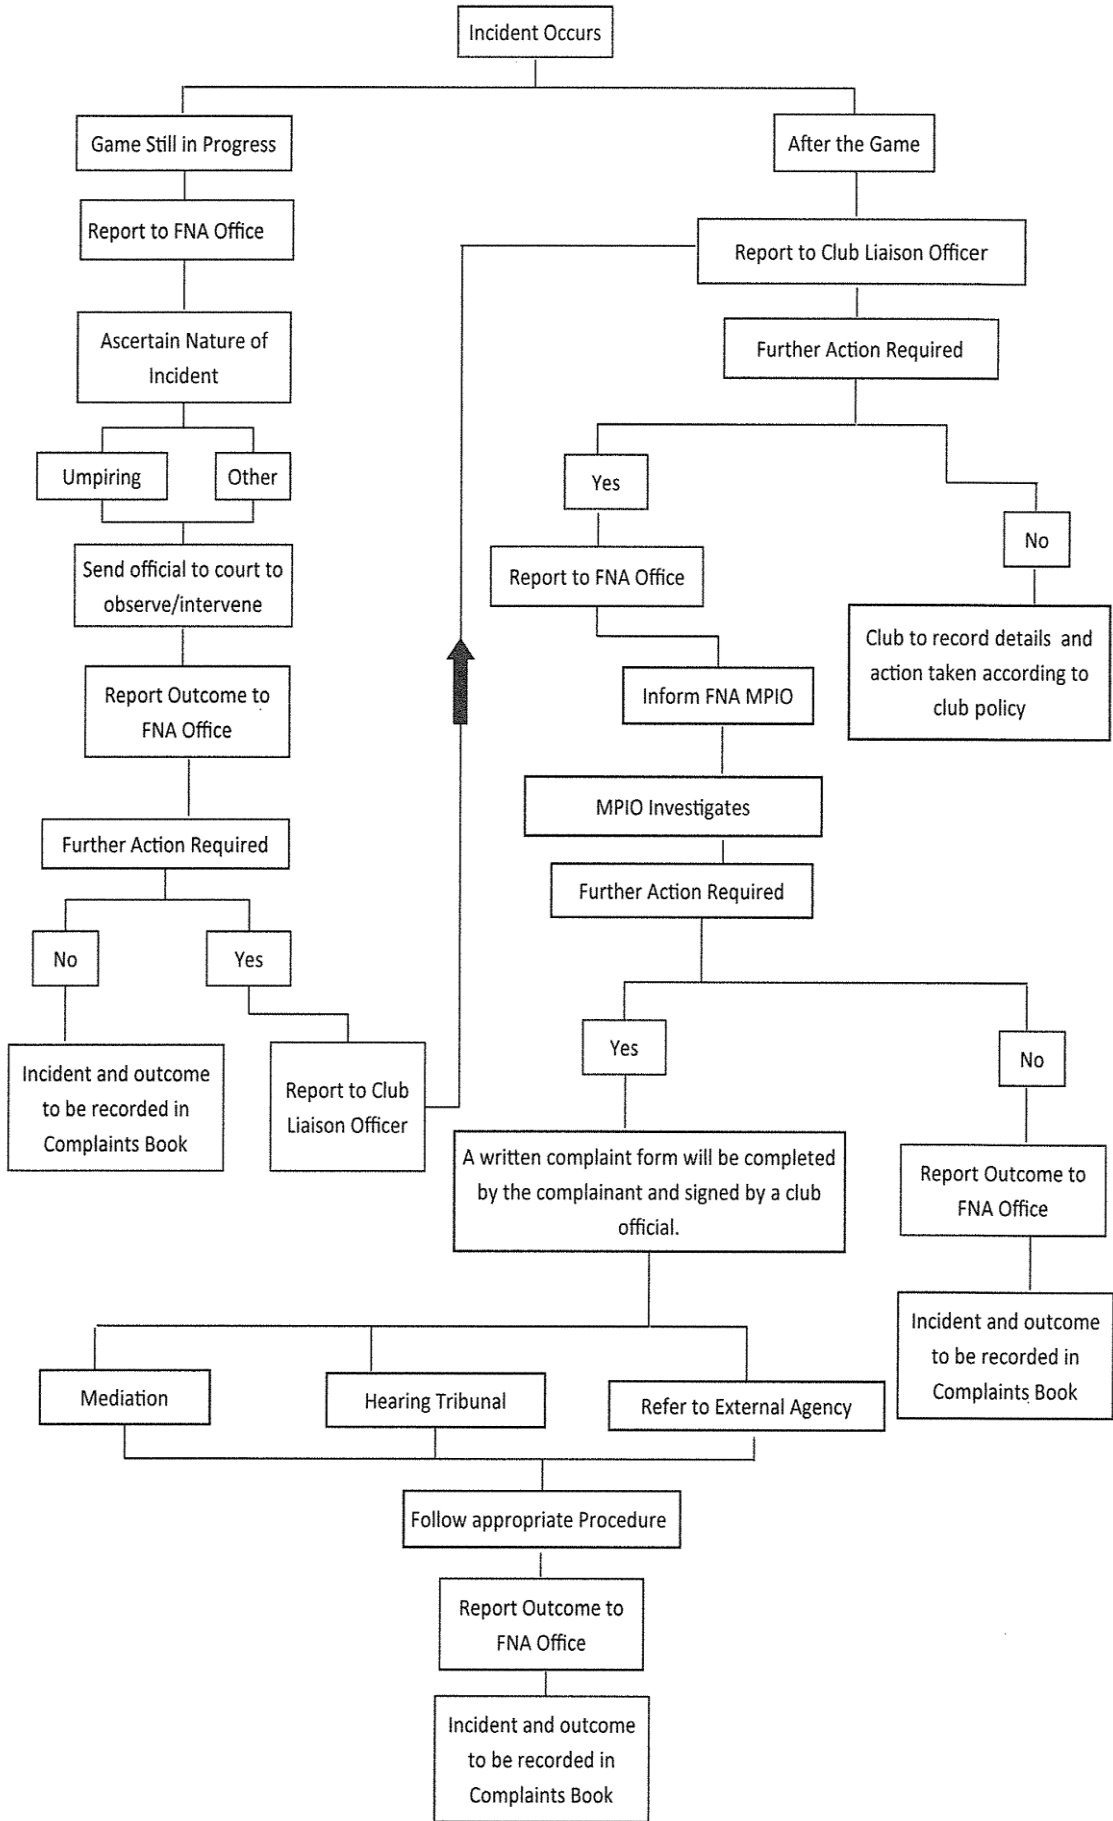 Incident Occurs
Game Still in Progress
After the Game
Report to FNA Office
Report to Club Liaison Officer
Ascertain Nature of
Incident
Further Action Required
Umpiring
Other
Yes
No
Send official to court to
observe/intervene
Report to FNA Office
Club to record details and
action taken according to
club policy
Report Outcome to
FNA Office
Inform FNA MPIO
MPIO Investigates
Further Action Required
Further Action Required
No
Yes
Yes
No
Incident and outcome
to be recorded in
Complaints Book
Report to Club
Liaison Officer
A written complaint form will be completed
by the complainant and signed by a club
official.
Report Outcome to
FNA Office
Incident and outcome
to be recorded in
Complaints Book
Mediation
Hearing Tribunal
Refer to External Agency
Follow appropriate Procedure
Report Outcome to
FNA Office
Incident and outcome
to be recorded in
Complaints Book